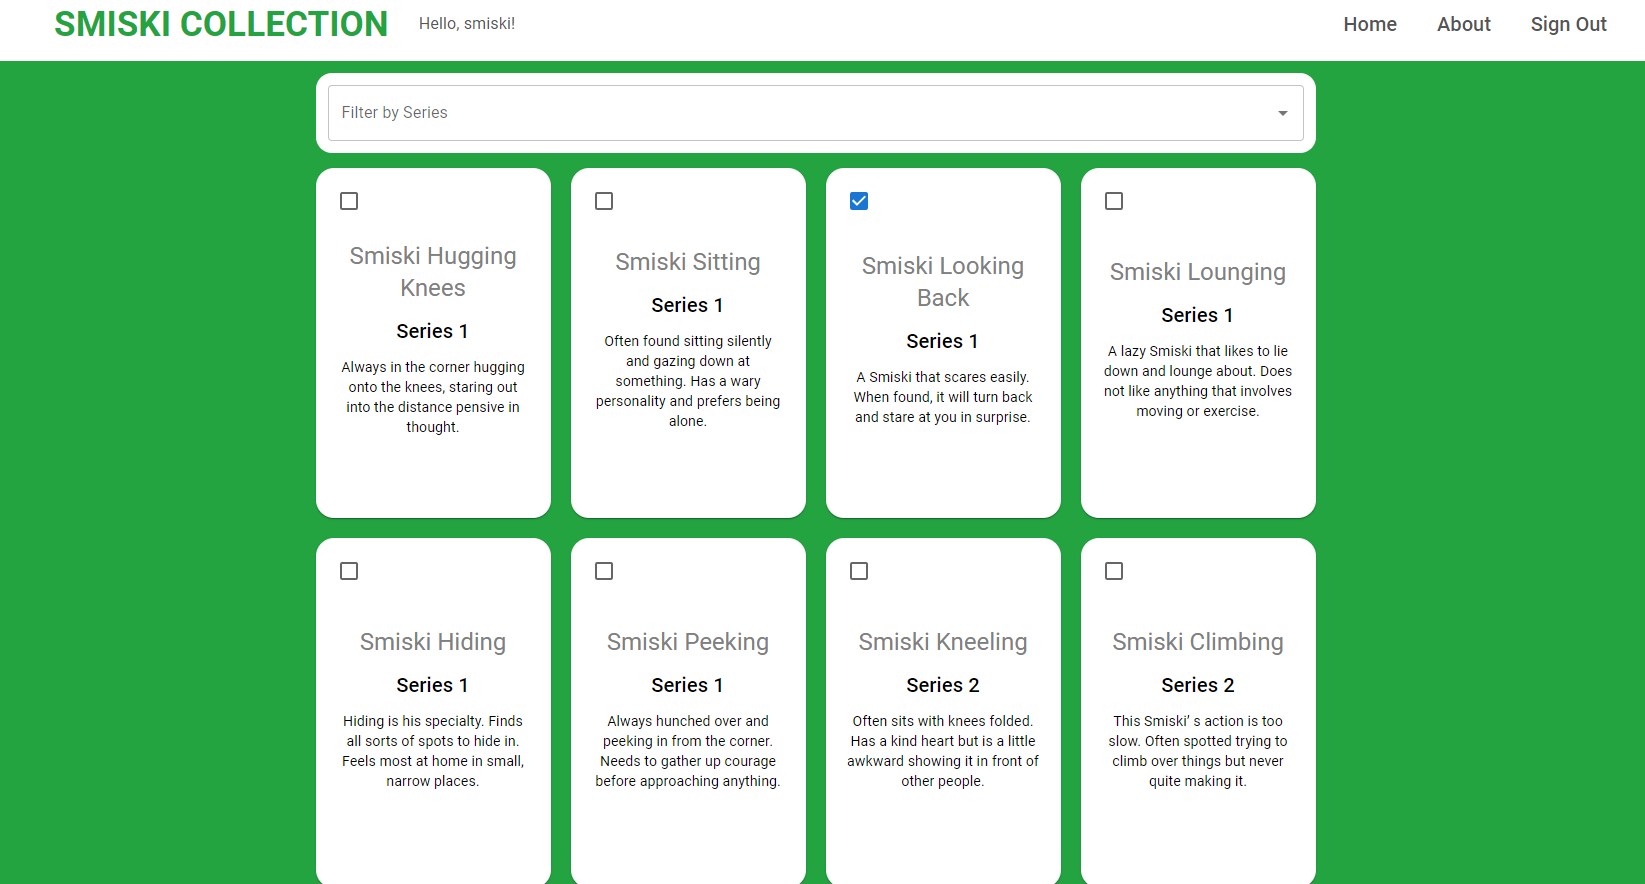 SMISKI COLLECTION
Hello, smiski!
Home
About
Sign Out
Filter by Series
Smiski Hugging
Knees
Series 1
Always in the corner hugging
onto the knees, staring out
into the distance pensive in
thought.
Smiski Sitting
Series 1
Often found sitting silently
and gazing down at
something. Has a wary
personality and prefers being
alone.
Smiski Looking
Back
Series 1
A Smiski that scares easily.
When found, it will turn back
and stare at you in surprise.
Smiski Lounging
Series 1
A lazy Smiski that likes to lie
down and lounge about. Does
not like anything that involves
moving or exercise.
Smiski Hiding
Series 1
Hiding is his specialty. Finds
all sorts of spots to hide in.
Feels most at home in small,
narrow places.
Smiski Peeking
Series 1
Always hunched over and
peeking in from the corner.
Needs to gather up courage
before approaching anything.
Smiski Kneeling
Series 2
Often sits with knees folded.
Has a kind heart but is a little
awkward showing it in front of
other people.
Smiski Climbing
Series 2
This Smiski’ s action is too
slow. Often spotted trying to
climb over things but never
quite making it.